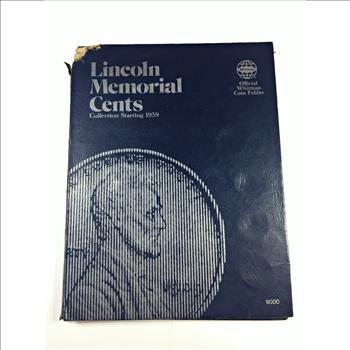 Lincoln
Memorial
Cents
Collection Starting 1959
Official
Whitman
Coin Folder
9000